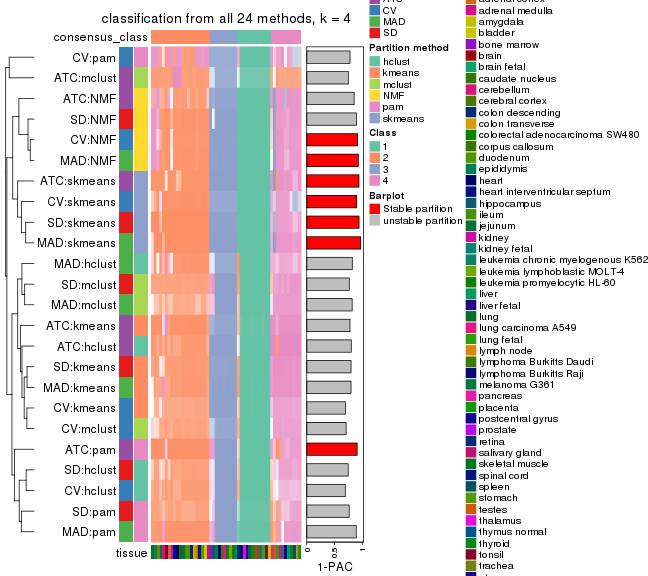 classification from all 24 methods, k = 4
consensus_class
CV:pam
ATC:mclust
ATC:NMF
SD:NMF
CV:NMF
MAD:NMF
ATC:skmeans
CV:skmeans
SD:skmeans
MAD:skmeans
MAD:hclust
SD:mclust
MAD:mclust
ATC:kmeans
ATC:hclust
SD:kmeans
MAD:kmeans
CV:kmeans
CV:mclust
ATC:pam
SD:hclust
CV:hclust
SD:pam
MAD:pam
tissue
0
0.5
1
1-PAC
CV
MAD
SD
Partition method
hclust
kmeans
mclust
NMF
pam
skmeans
Class
1
2
3
4
Barplot
Stable partition
unstable partition
adrenal medulla
amygdala
bladder
bone marrow
brain
brain fetal
caudate nucleus
cerebellum
cerebral cortex
colon descending
colon transverse
colorectal adenocarcinoma SW480
corpus callosum
duodenum
epididymis
heart
heart interventricular septum
hippocampus
ileum
jejunum
kidney
kidney fetal
leukemia chronic myelogenous K562
leukemia lymphoblastic MOLT-4
leukemia promyelocytic HL-60
liver
liver fetal
lung
lung carcinoma A549
lung fetal
lymph node
lymphoma Burkitts Daudi
lymphoma Burkitts Raji
melanoma G361
pancreas
placenta
postcentral gyrus
prostate
retina
salivary gland
skeletal muscle
spinal cord
spleen
stomach
testes
thalamus
thymus normal
thyroid
tonsil
trachea